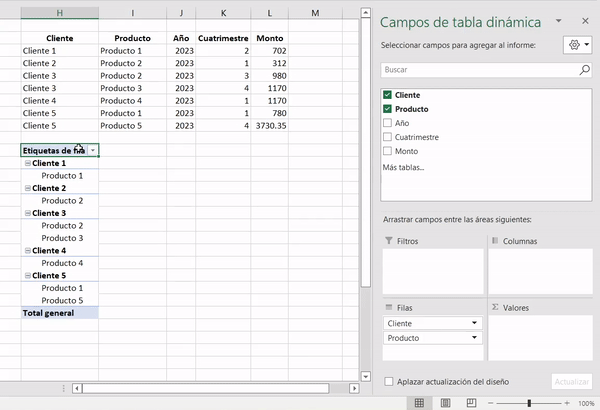 H I J K L M
Cliente Producto Año Cuatrimestre Monto
Cliente 1 Producto 1 2023 2 702
Cliente 2 Producto 2 2023 1 312
Cliente 3 Producto 2 2023 3 980
Cliente 3 Producto 3 2023 4 1170
Cliente 4 Producto 4 2023 1 1170
Cliente 5 Producto 1 2023 1 780
Cliente 5 Producto 5 2023 4 3730.35
Etiquetas de fila
Cliente 1
Producto 1
Cliente 2
Producto 2
Cliente 3
Producto 2
Producto 3
Cliente 4
Producto 4
Cliente 5
Producto 1
Producto 5
Total general
Campos de tabla dinámica
Seleccionar campos para agregar al informe:
Buscar
Cliente
Producto
Año
Cuatrimestre
Monto
Más tablas...
Arrastrar campos entre las áreas siguientes:
Filtros
Columnas
Filas
Σ Valores
Cliente
Producto
Aplazar actualización del diseño
Actualizar
100%